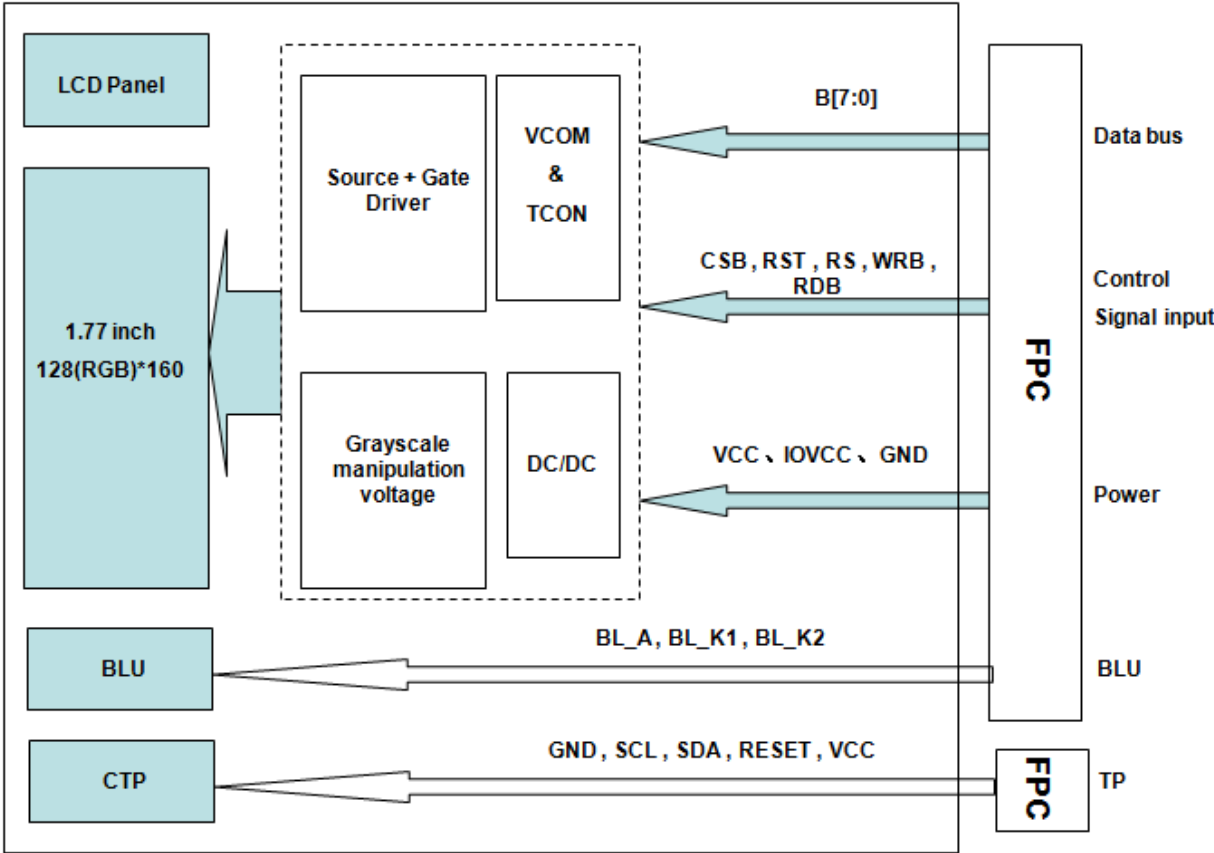 LCD Panel
1.77 inch
128(RGB)*160
Source + Gate
Driver
VCOM
&
TCON
Grayscale
manipulation
voltage
DC/DC
B[7:0]
CSB , RST , RS , WRB ,
RDB
VCC 、 IOVCC 、 GND
FPC
Data bus
Control
Signal input
Power
BLU
BL_A , BL_K1 , BL_K2
BLU
CTP
GND , SCL , SDA , RESET , VCC
FPC
TP